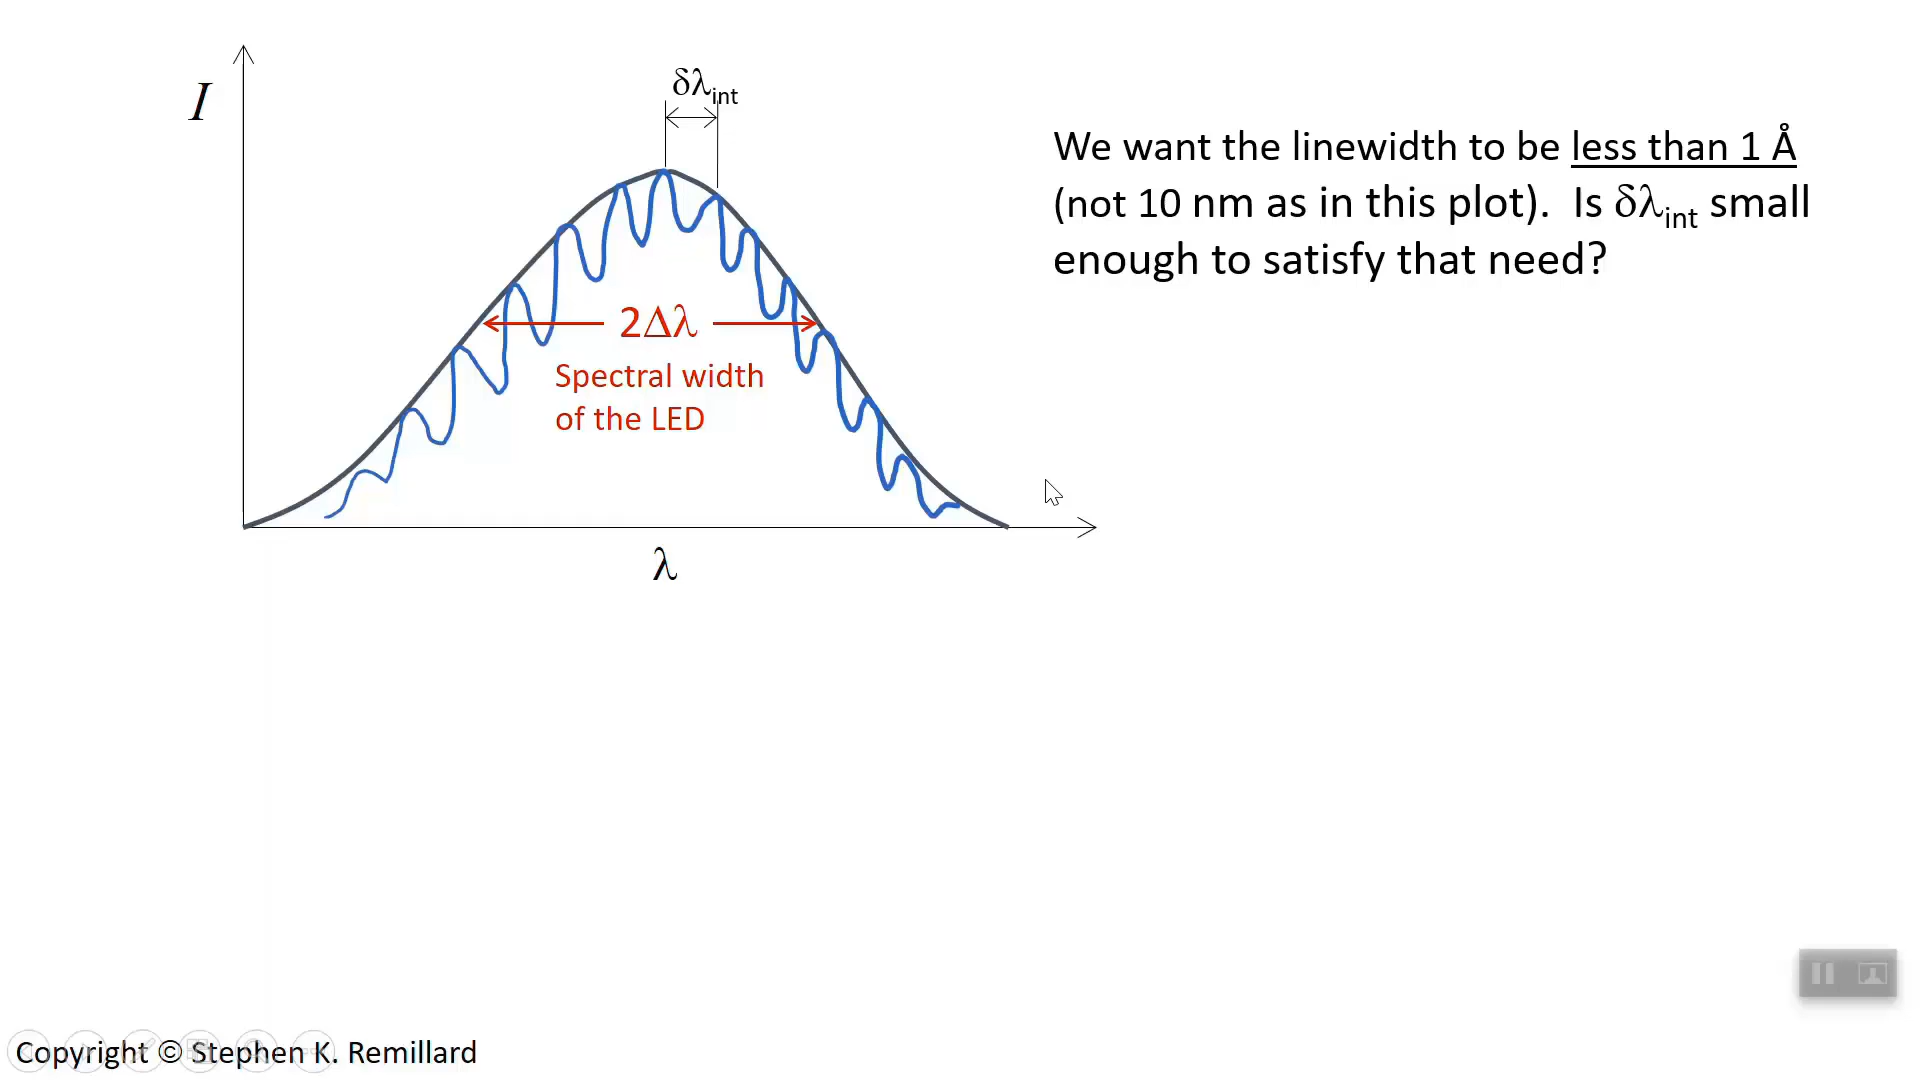 I
δλint
We want the linewidth to be less than 1 Å
(not 10 nm as in this plot). Is δλint small
enough to satisfy that need?
2Δλ
Spectral width
of the LED
λ
Copyright © Stephen K. Remillard